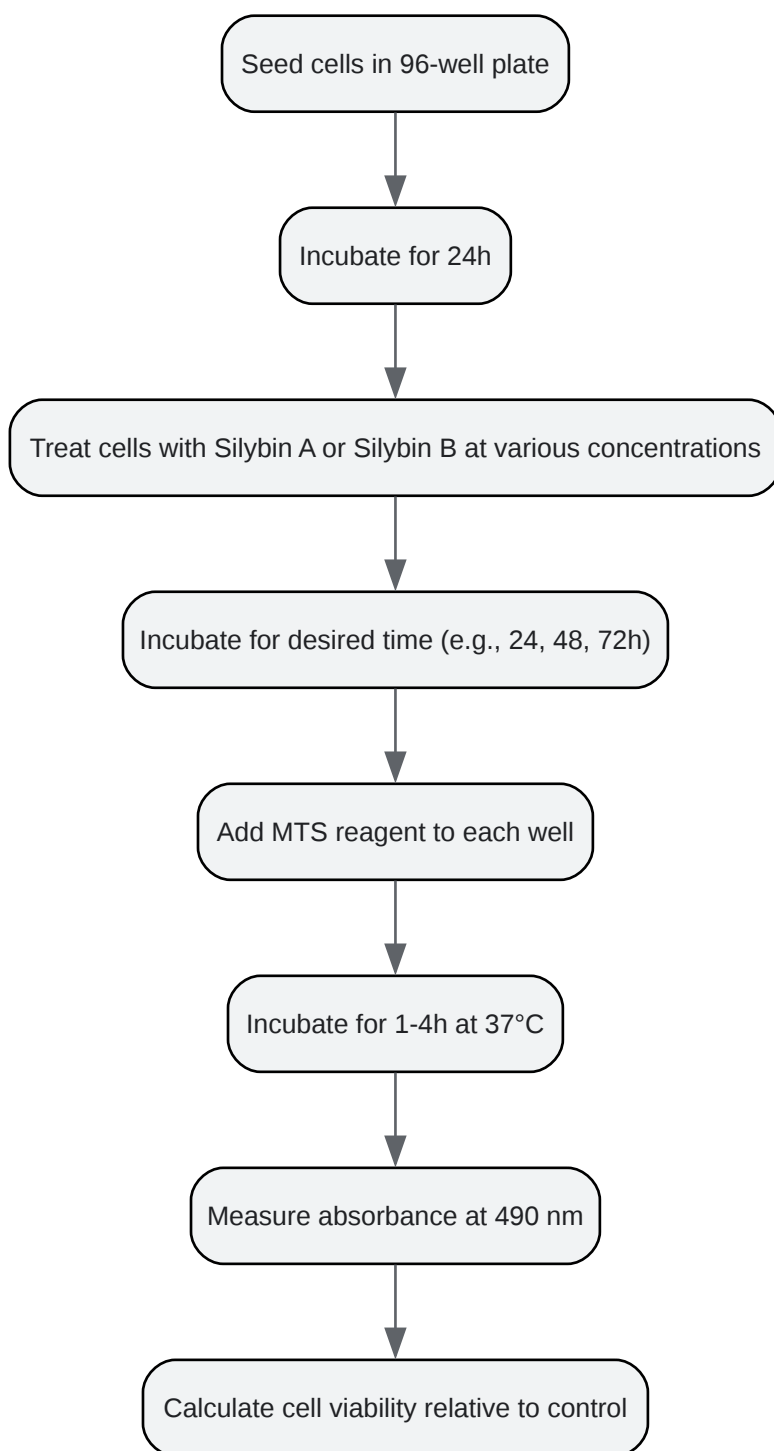 Seed cells in 96-well plate
Incubate for 24h
Treat cells with Silybin A or Silybin B at various concentrations
Incubate for desired time (e.g., 24, 48, 72h)
Add MTS reagent to each well
Incubate for 1-4h at 37°C
Measure absorbance at 490 nm
Calculate cell viability relative to control